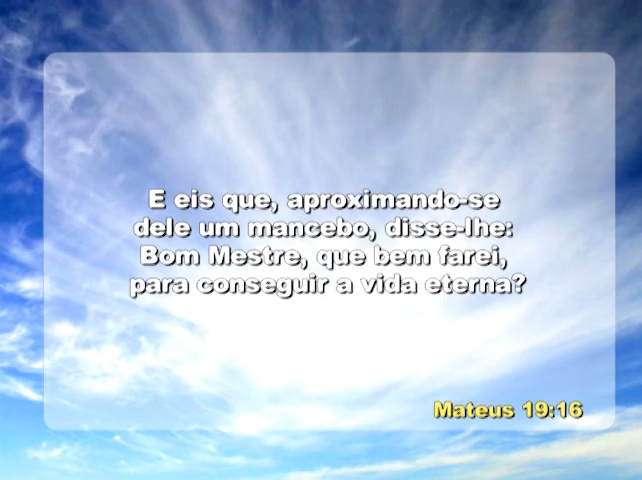 E eis que, aproximando-se
dele um mancebo, disse-lhe:
Bom Mestre, que bem farei,
para conseguir a vida eterna?
Mateus 19:16